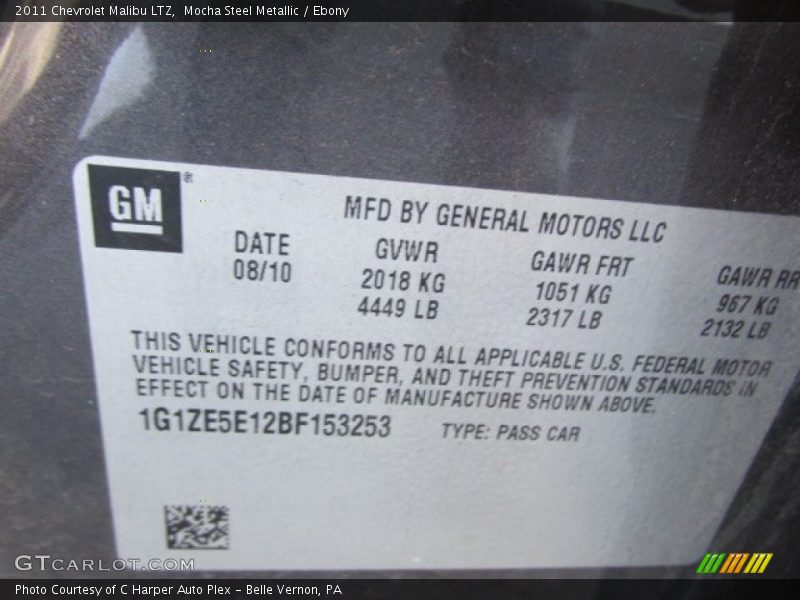 2011 Chevrolet Malibu LTZ, Mocha Steel Metallic / Ebony
GM®
MFD BY GENERAL MOTORS LLC
DATE GVWR GAWR FRT GAWR RR
08/10 2018 KG 1051 KG 967 KG
4449 LB 2317 LB 2132 LB
THIS VEHICLE CONFORMS TO ALL APPLICABLE U.S. FEDERAL MOTOR
VEHICLE SAFETY, BUMPER, AND THEFT PREVENTION STANDARDS IN
EFFECT ON THE DATE OF MANUFACTURE SHOWN ABOVE.
1G1ZE5E12BF153253 TYPE: PASS CAR
GTCARLOT.COM
Photo Courtesy of C Harper Auto Plex – Belle Vernon, PA